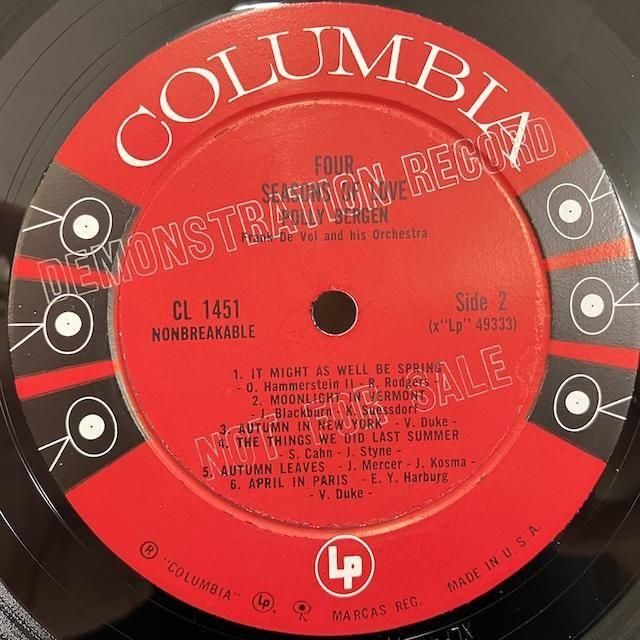 COLUMBIA
DEMONSTRATION RECORD
FOUR
SEASONS OF LOVE
POLLY BERGEN
Frank De Vol and his Orchestra
CL 1451
NONBREAKABLE
Side 2
(x"Lp" 49333)
1. IT MIGHT AS WELL BE SPRING
- O. Hammerstein II - R. Rodgers -
2. MOONLIGHT IN VERMONT
- J. Blackburn - K. Suessdorf -
3. AUTUMN IN NEW YORK - V. Duke -
4. THE THINGS WE DID LAST SUMMER
- S. Cahn - J. Styne -
5. AUTUMN LEAVES - J. Mercer - J. Kosma -
6. APRIL IN PARIS - E. Y. Harburg
- V. Duke -
NOT FOR SALE
Lp
® "COLUMBIA" Lp MARCAS REG. MADE IN U. S. A.